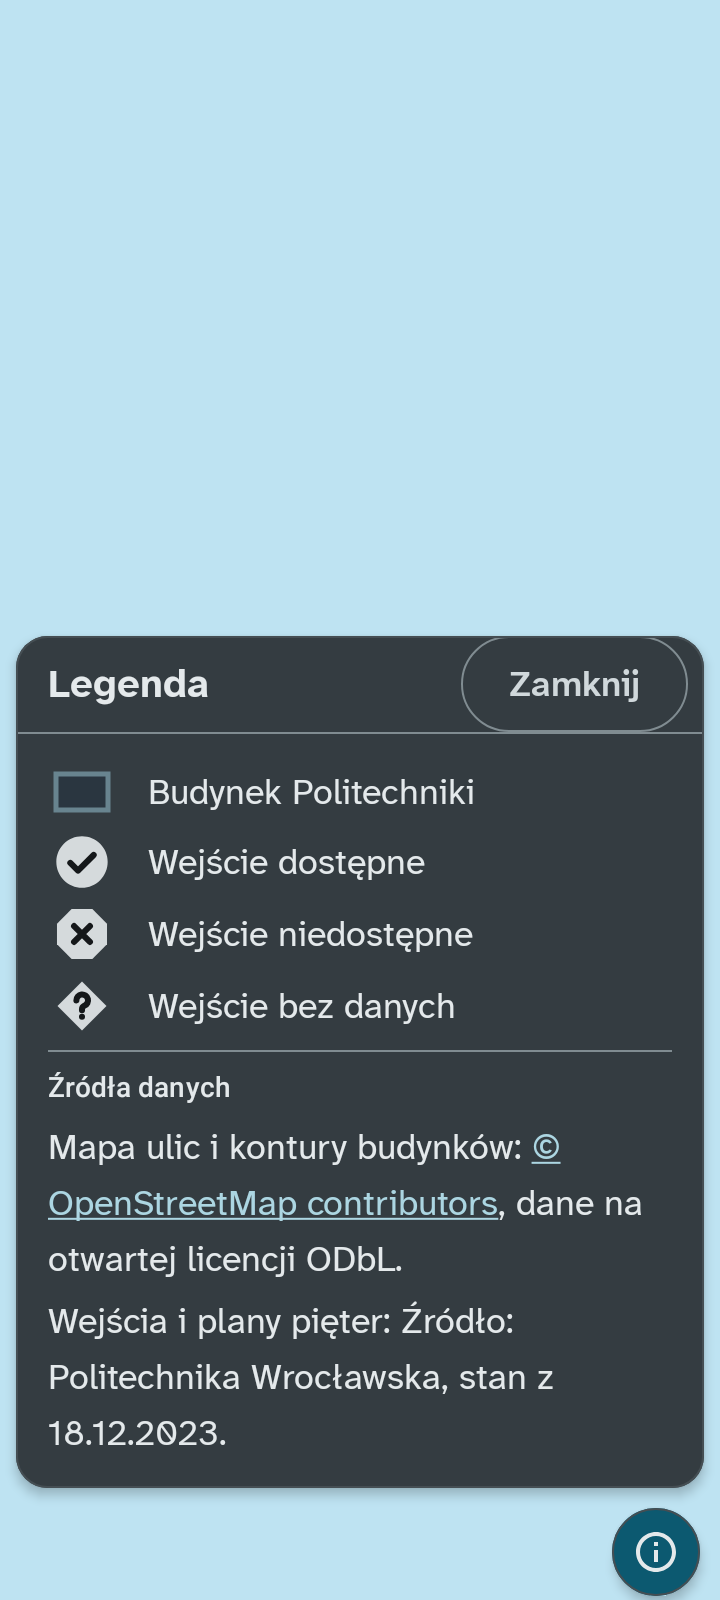 Legenda
Zamknij
Budynek Politechniki
Wejście dostępne
Wejście niedostępne
Wejście bez danych
Źródła danych
Mapa ulic i kontury budynków: ©
OpenStreetMap contributors, dane na
otwartej licencji ODbL.
Wejścia i plany pięter: Źródło:
Politechnika Wrocławska, stan z
18.12.2023.